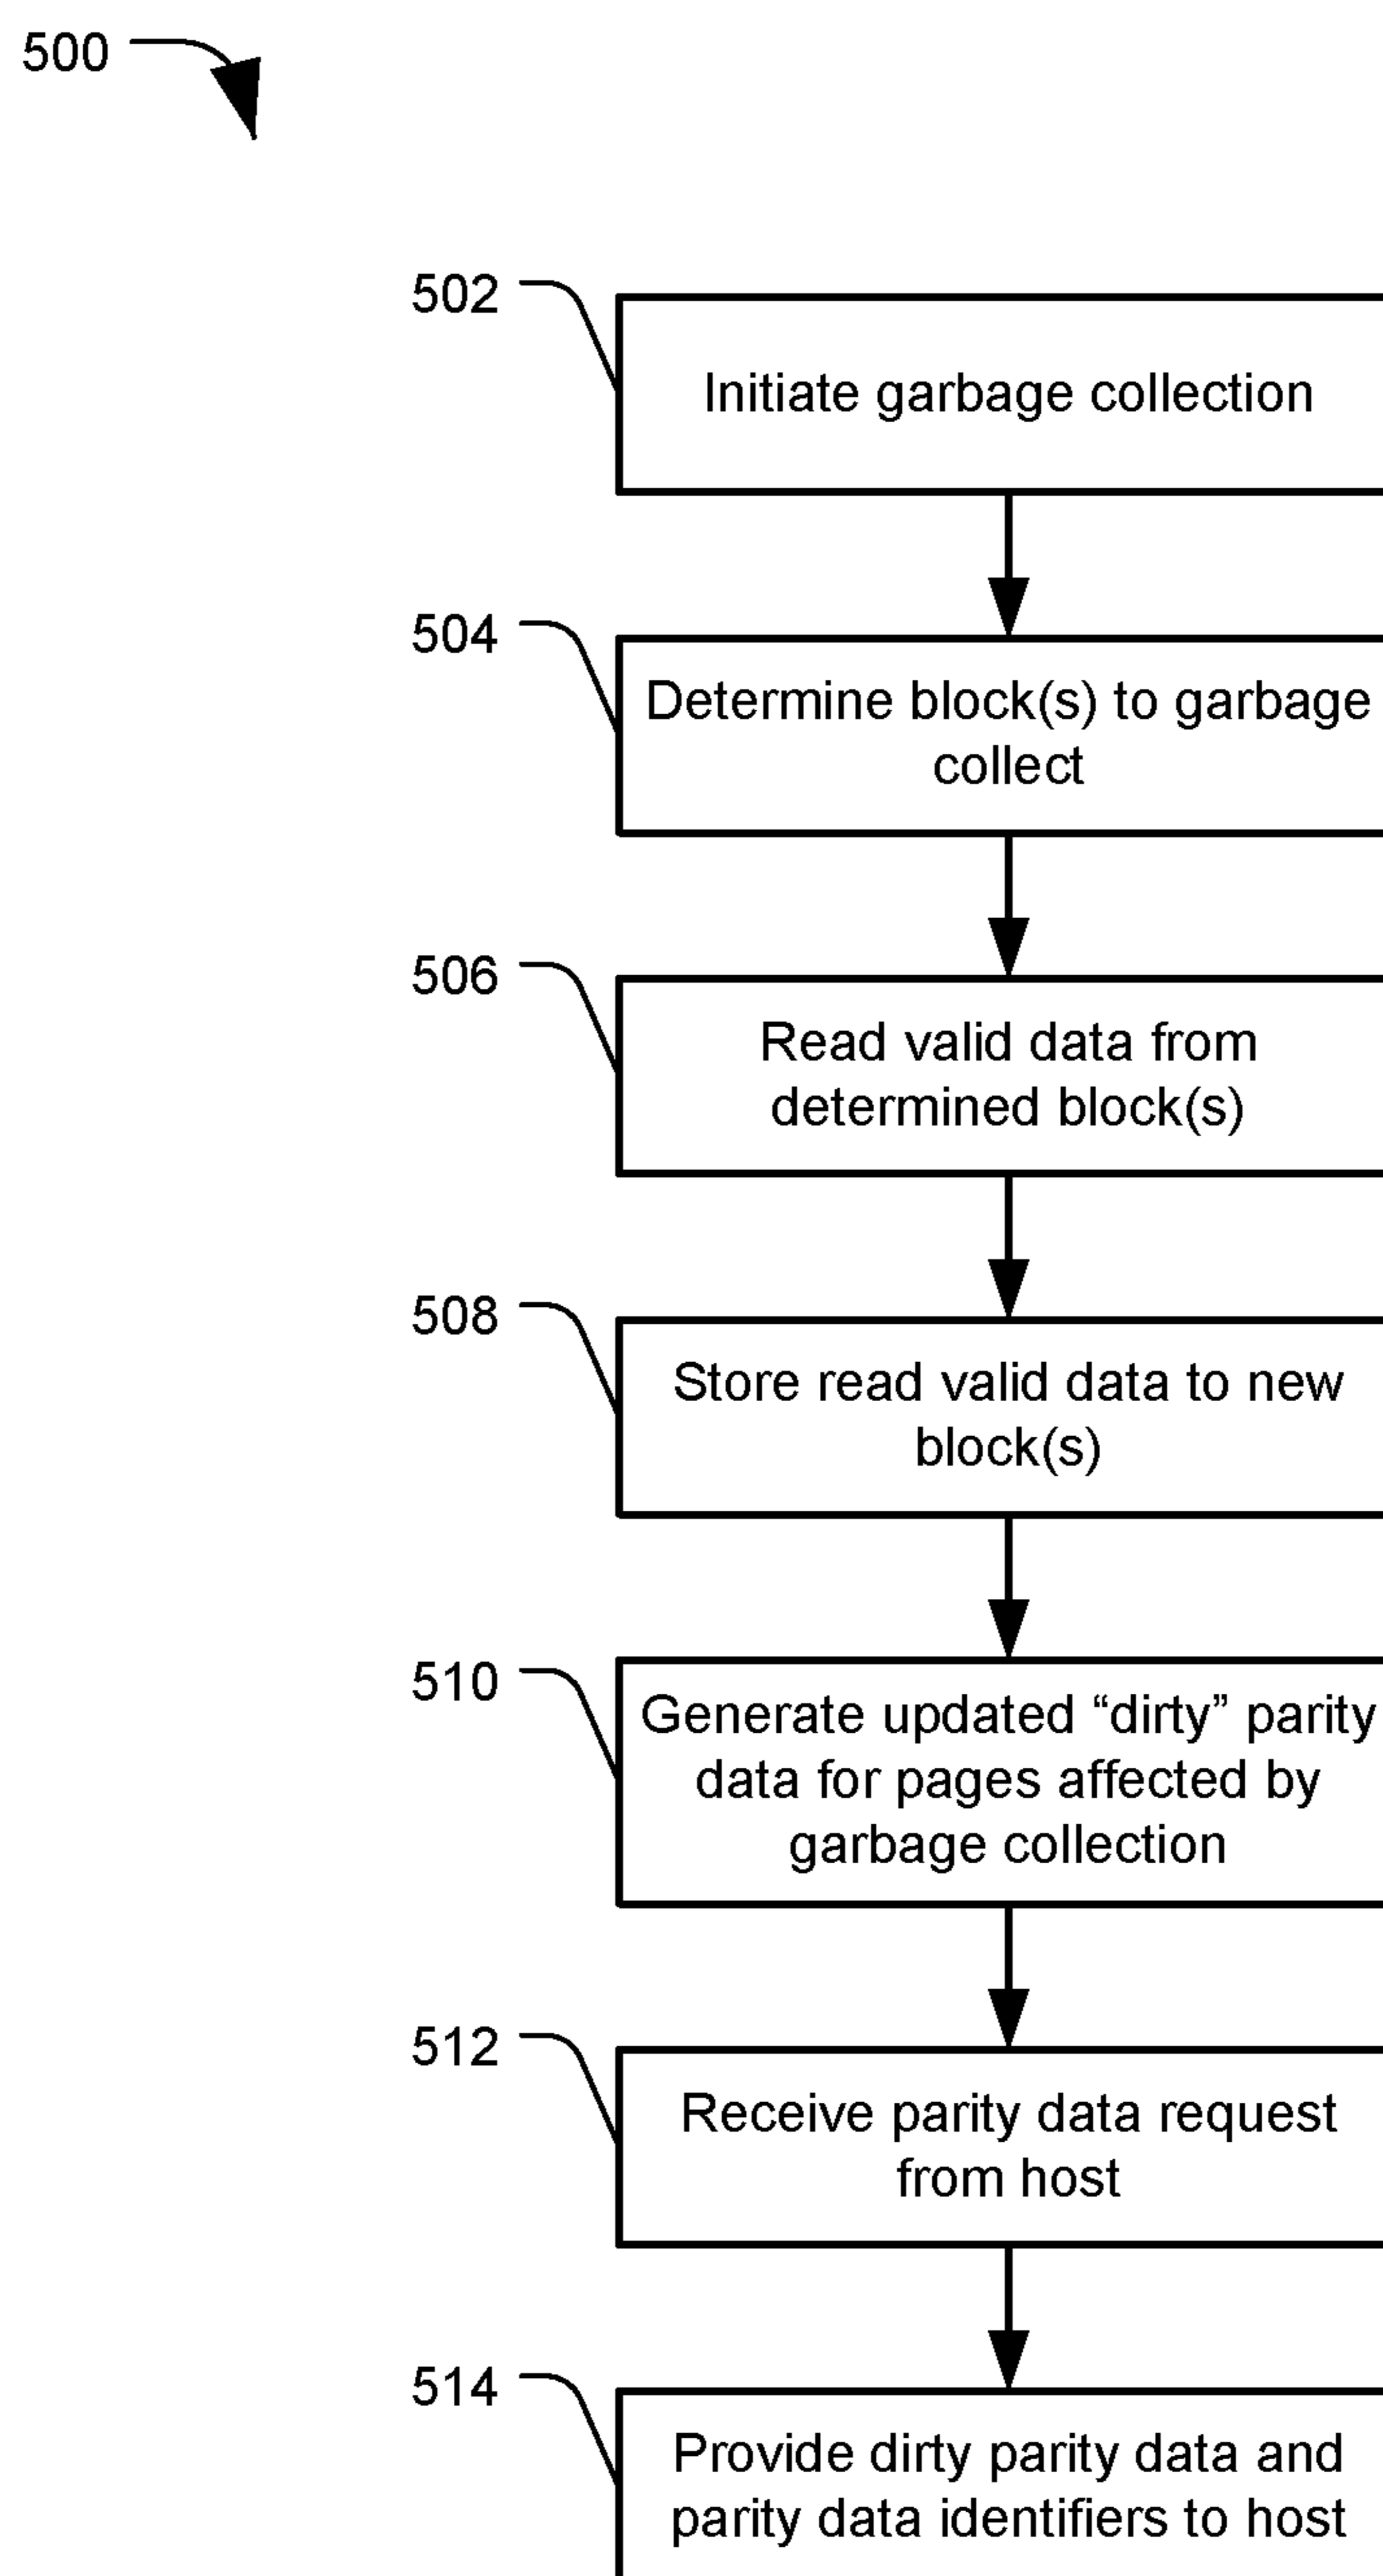 500
502
Initiate garbage collection
504
Determine block(s) to garbage
collect
506
Read valid data from
determined block(s)
508
Store read valid data to new
block(s)
510
Generate updated “dirty” parity
data for pages affected by
garbage collection
512
Receive parity data request
from host
514
Provide dirty parity data and
parity data identifiers to host